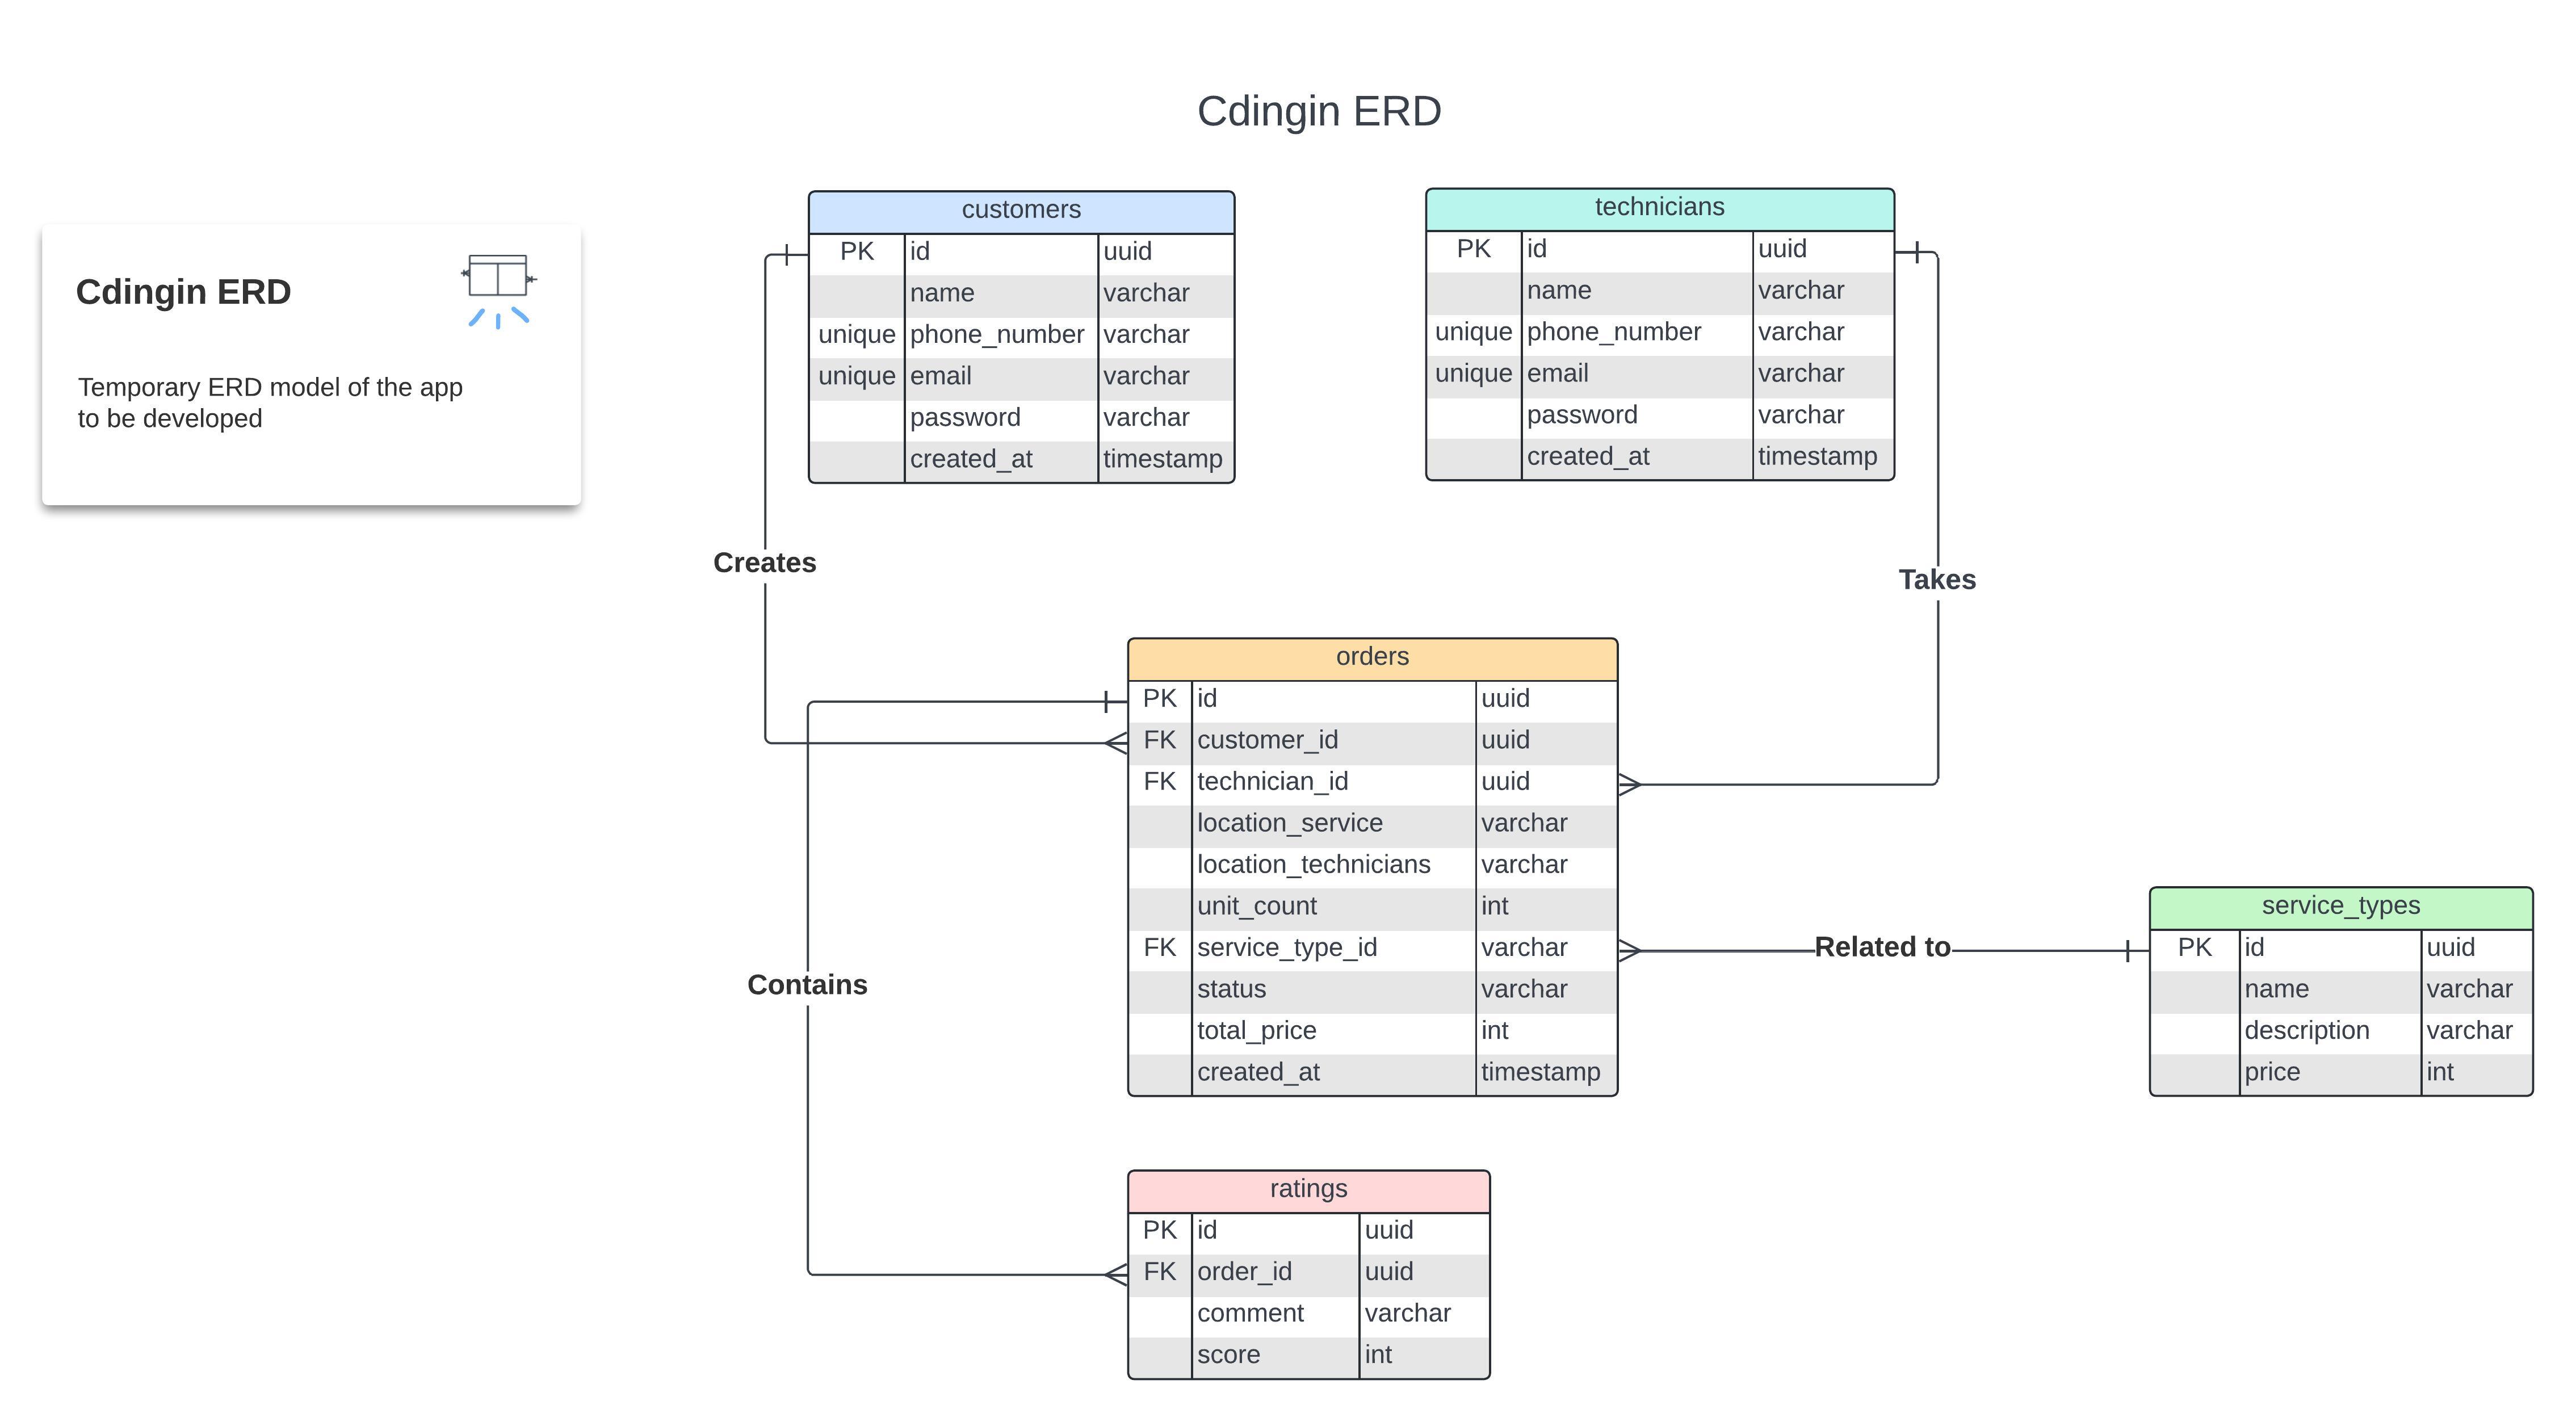 Cdingin ERD
Cdingin ERD
Temporary ERD model of the app
to be developed
customers
PK id uuid
name varchar
unique phone_number varchar
unique email varchar
password varchar
created_at timestamp
technicians
PK id uuid
name varchar
unique phone_number varchar
unique email varchar
password varchar
created_at timestamp
Creates
Takes
orders
PK id uuid
FK customer_id uuid
FK technician_id uuid
location_service varchar
location_technicians varchar
unit_count int
FK service_type_id varchar
status varchar
total_price int
created_at timestamp
Related to
service_types
PK id uuid
name varchar
description varchar
price int
Contains
ratings
PK id uuid
FK order_id uuid
comment varchar
score int